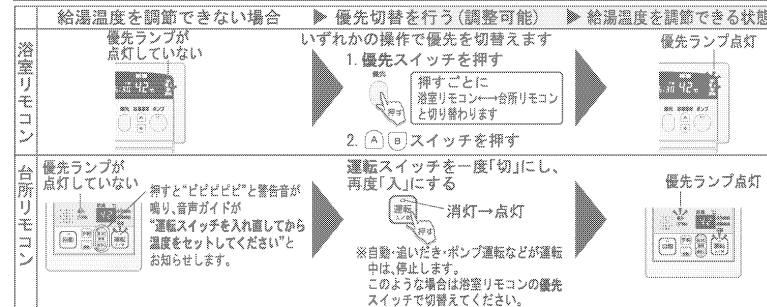 給湯温度を調節できない場合
優先切替を行う(調整可能)
給湯温度を調節できる状態
浴室リモコン
優先ランプが
点灯していない
いずれかの操作で優先を切替えます
1. 優先スイッチを押す
優先
押す
押すごとに
浴室リモコン←→台所リモコン
と切り替わります
2. A B スイッチを押す
優先ランプ点灯
台所リモコン
優先ランプが
点灯していない
押すと“ピピピピピ”と警告音が
鳴り、音声ガイドが
“運転スイッチを入れ直してから
温度をセットしてください”と
お知らせします。
運転スイッチを一度「切」にし、
再度「入」にする
運転
入/切
押す
消灯→点灯
※自動・追いだき・ポンプ運転などが運転
中は、停止します。
このような場合は浴室リモコンの優先
スイッチで切替えてください。
優先ランプ点灯